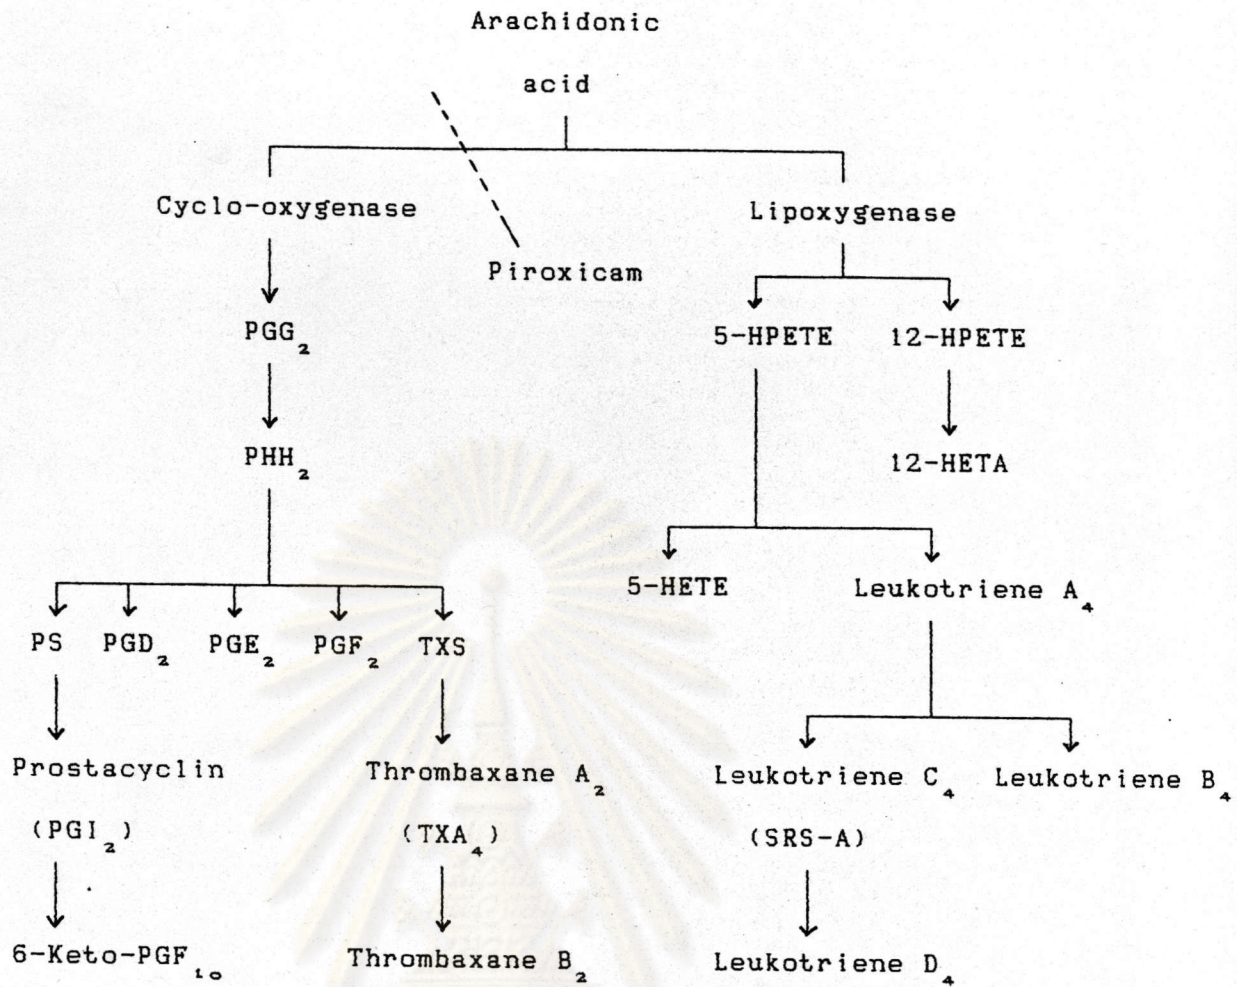 Arachidonic
acid
Cyclo-oxygenase
Lipoxygenase
Piroxicam
PGG₂
5-HPETE 12-HPETE
PHH₂
12-HETA
5-HETE Leukotriene A₄
PS PGD₂ PGE₂ PGF₂ TXS
Prostacyclin Thrombaxane A₂ Leukotriene C₄ Leukotriene B₄
(PGI₂) (TXA₄) (SRS-A)
6-Keto-PGF₁ₒ Thrombaxane B₂ Leukotriene D₄